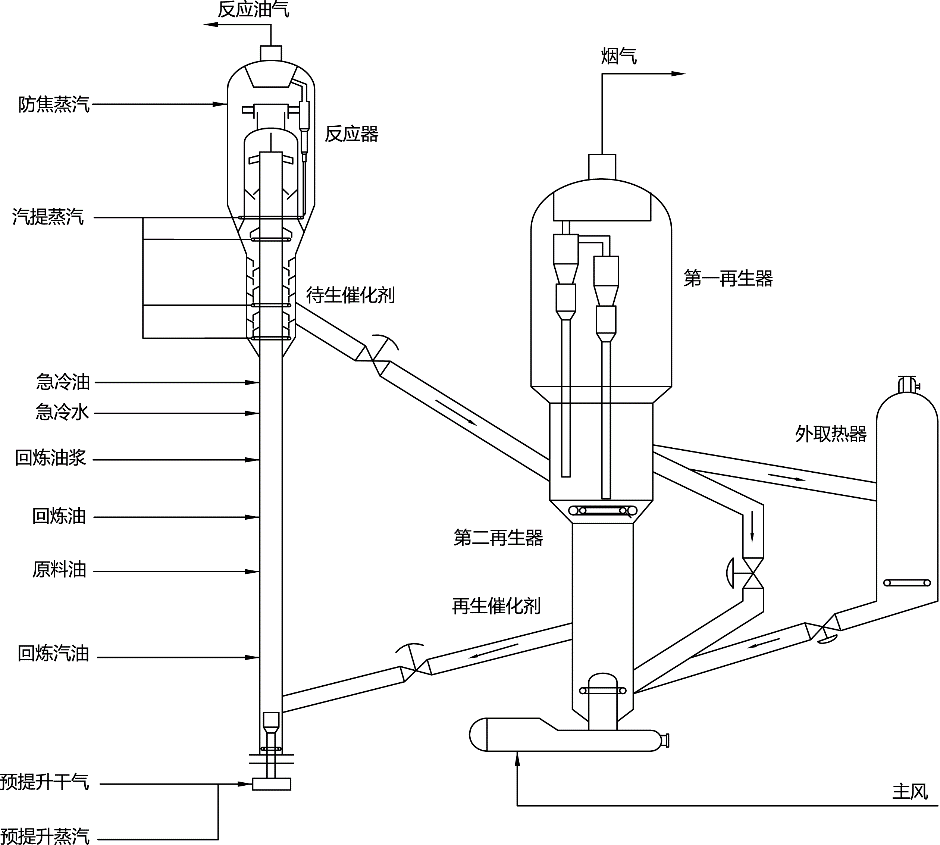 反应油气
烟气
防焦蒸汽
反应器
汽提蒸汽
第一再生器
待生催化剂
急冷油
急冷水
外取热器
回炼油浆
回炼油
第二再生器
原料油
再生催化剂
回炼汽油
预提升干气
主风
预提升蒸汽